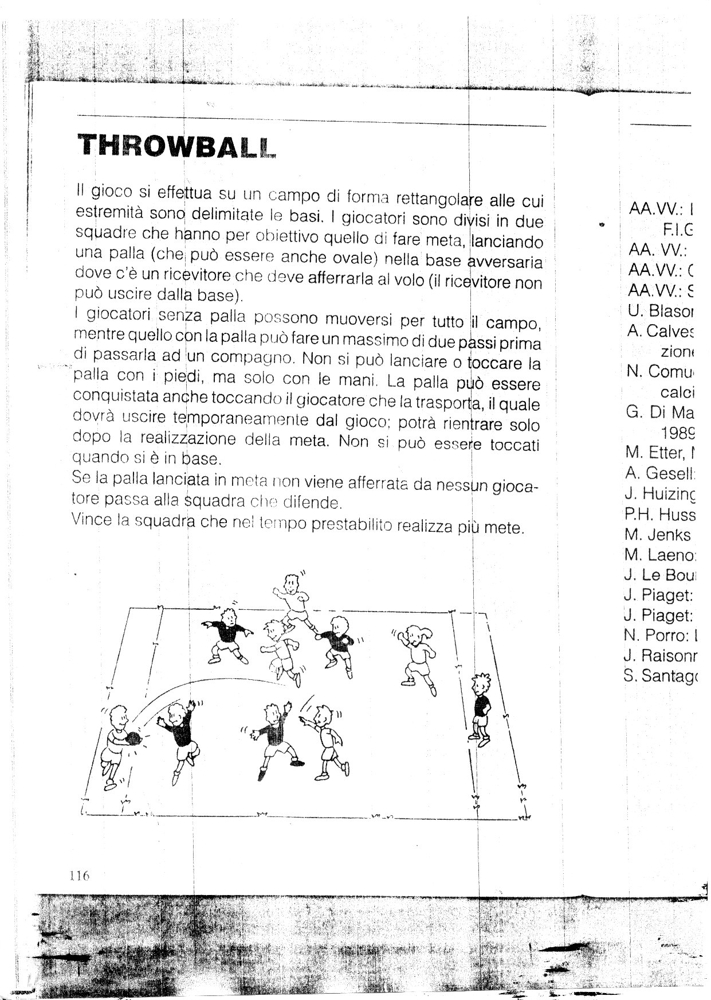 THROWBALL
Il gioco si effettua su un campo di forma rettangolare alle cui
estremità sono delimitate le basi. I giocatori sono divisi in due
squadre che hanno per obiettivo quello di fare meta, lanciando
una palla (che può essere anche ovale) nella base avversaria
dove c'è un ricevitore che deve afferrarla al volo (il ricevitore non
può uscire dalla base).
I giocatori senza palla possono muoversi per tutto il campo,
mentre quello con la palla può fare un massimo di due passi prima
di passarla ad un compagno. Non si può lanciare o toccare la
palla con i piedi, ma solo con le mani. La palla può essere
conquistata anche toccando il giocatore che la trasporta, il quale
dovrà uscire temporaneamente dal gioco; potrà rientrare solo
dopo la realizzazione della meta. Non si può essere toccati
quando si è in base.
Se la palla lanciata in meta non viene afferrata da nessun gioca-
tore passa alla squadra che difende.
Vince la squadra che nel tempo prestabilito realizza più mete.
116
AA.VV.: I
F.I.G
AA. VV.:
AA.VV.:
AA.VV.: S
U. Blasor
A. Calves
zione
N. Comu
calci
G. Di Ma
1989
M. Etter,
A. Gesell:
J. Huizing
P.H. Huss
M. Jenks
M. Laeno
J. Le Bou
J. Piaget:
J. Piaget:
N. Porro:
J. Raisonr
S. Santag